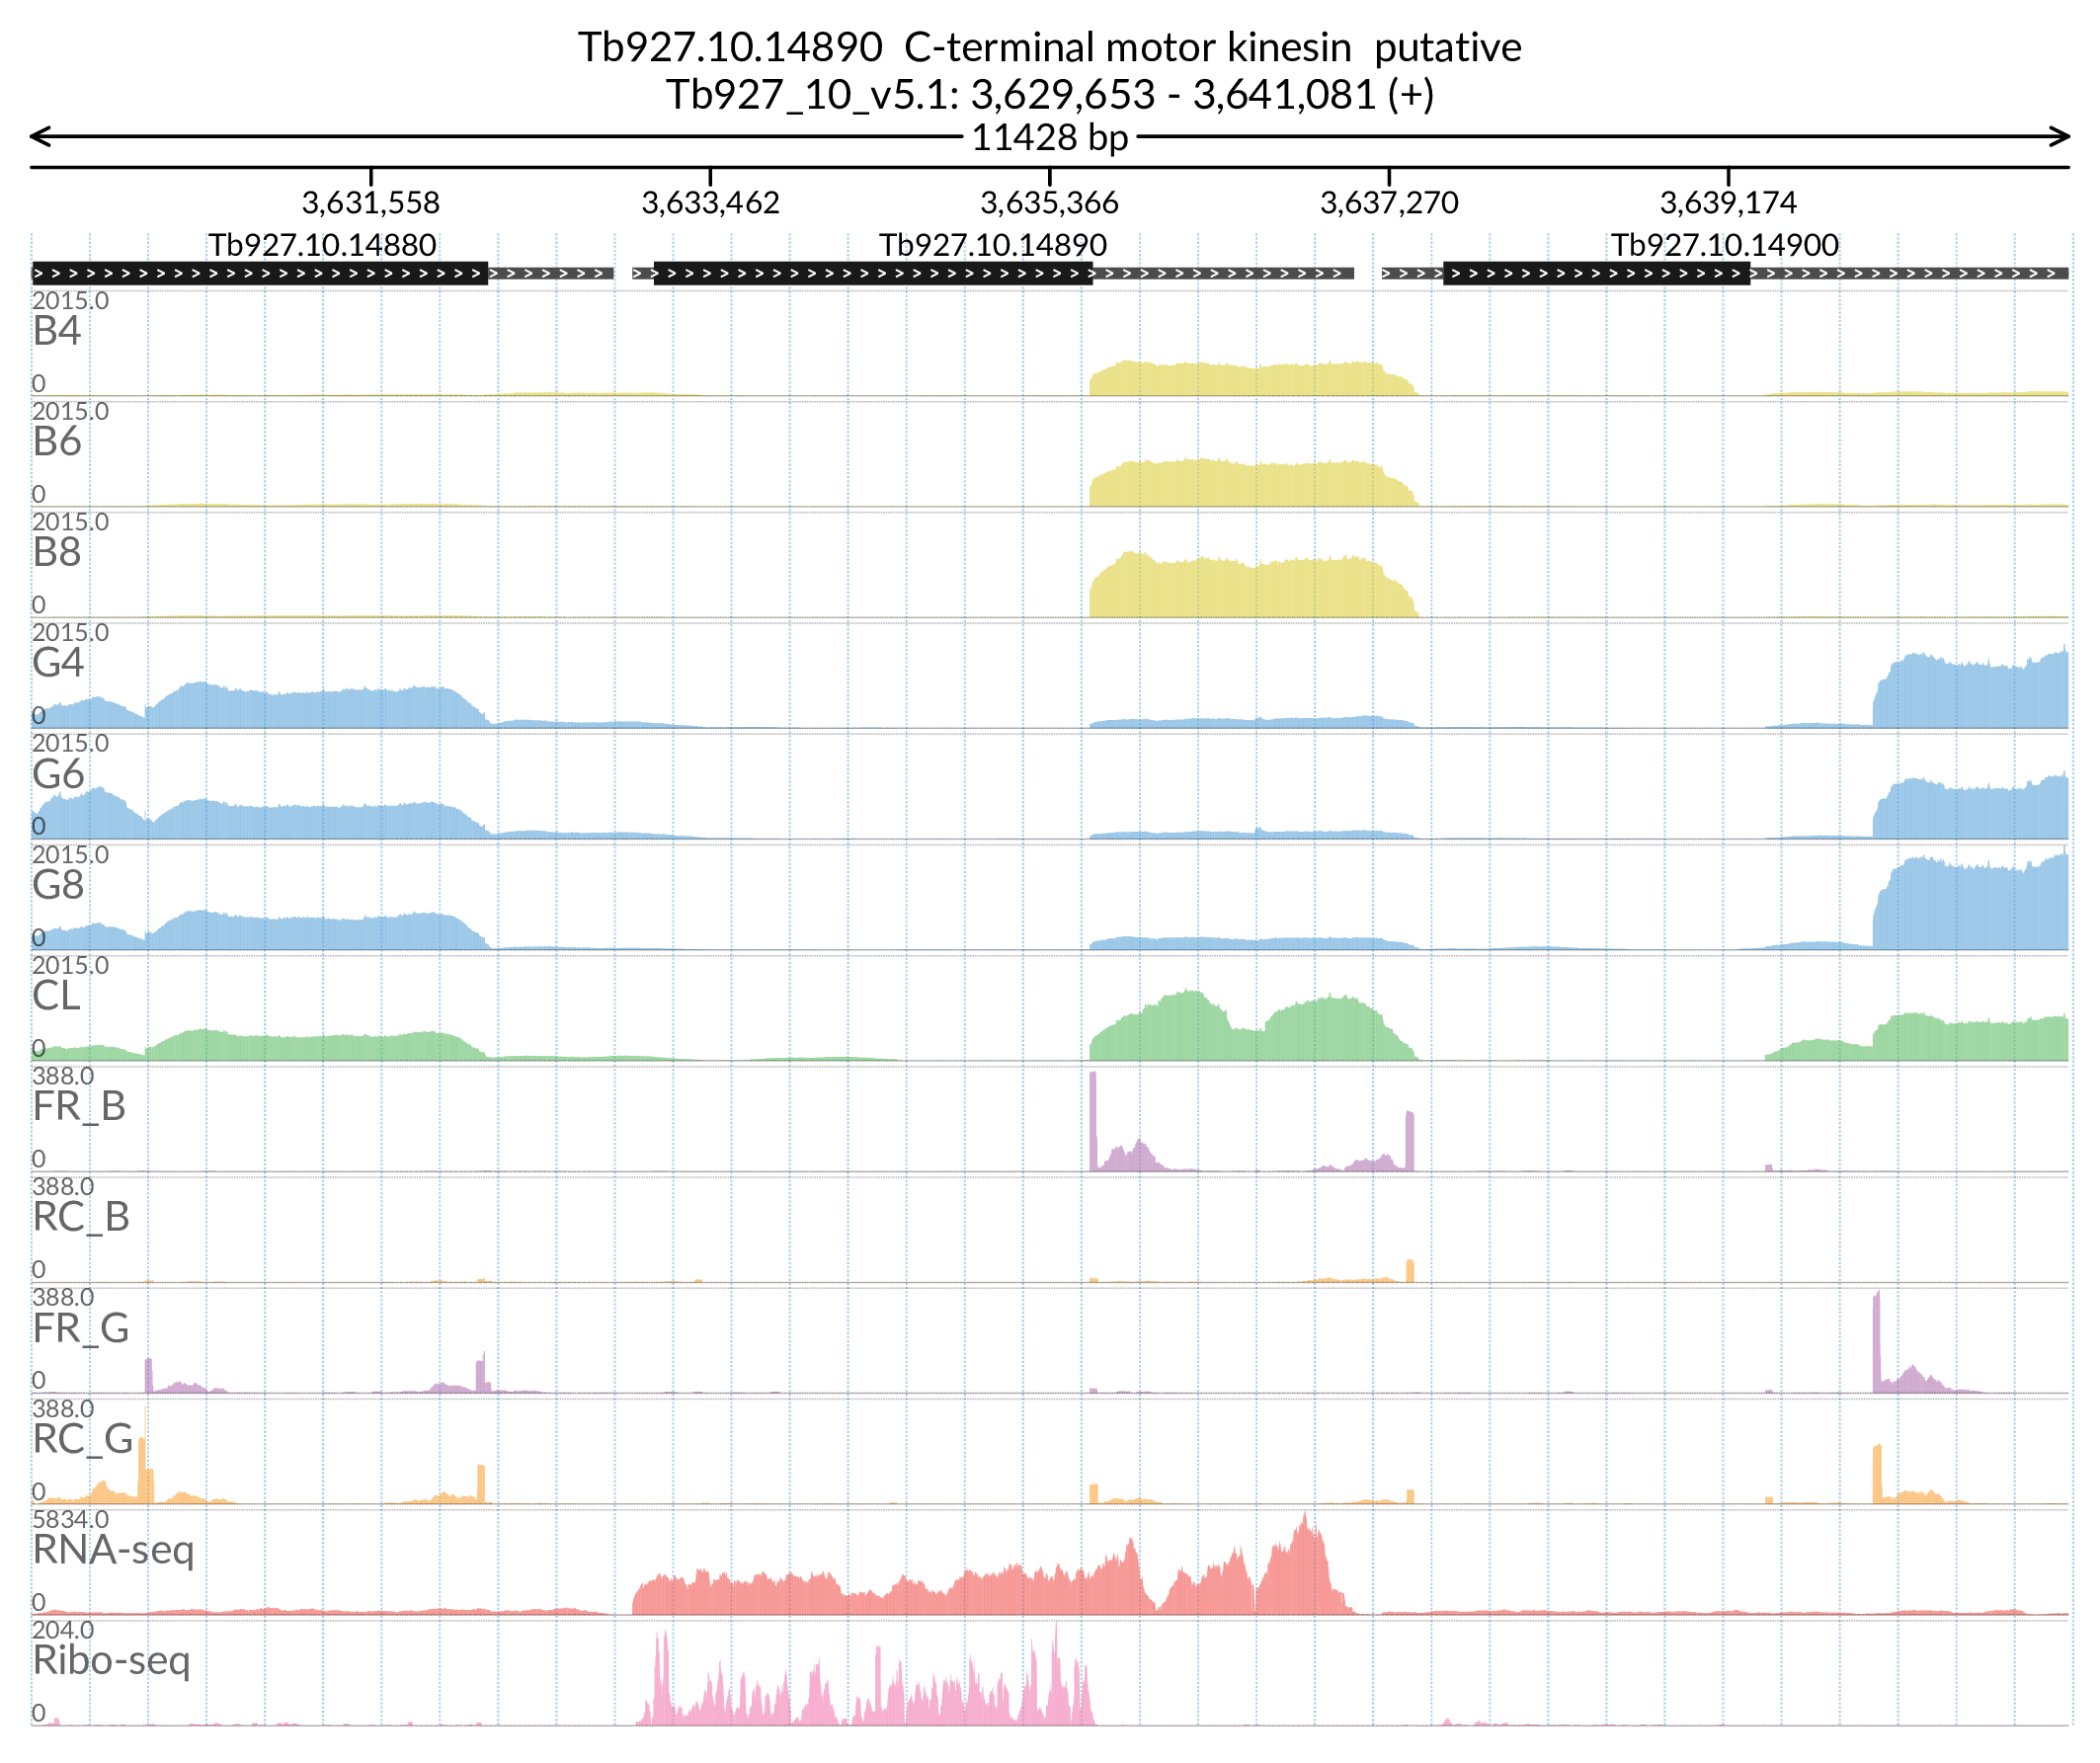 Tb927.10.14890  C-terminal motor kinesin  putative
Tb927_10_v5.1: 3,629,653 - 3,641,081 (+)
11428 bp
3,631,558 3,633,462 3,635,366 3,637,270 3,639,174
Tb927.10.14880 Tb927.10.14890 Tb927.10.14900
2015.0
B4
0
2015.0
B6
0
2015.0
B8
0
2015.0
G4
0
2015.0
G6
0
2015.0
G8
0
2015.0
CL
0
388.0
FR_B
0
388.0
RC_B
0
388.0
FR_G
0
388.0
RC_G
0
5834.0
RNA-seq
0
204.0
Ribo-seq
0